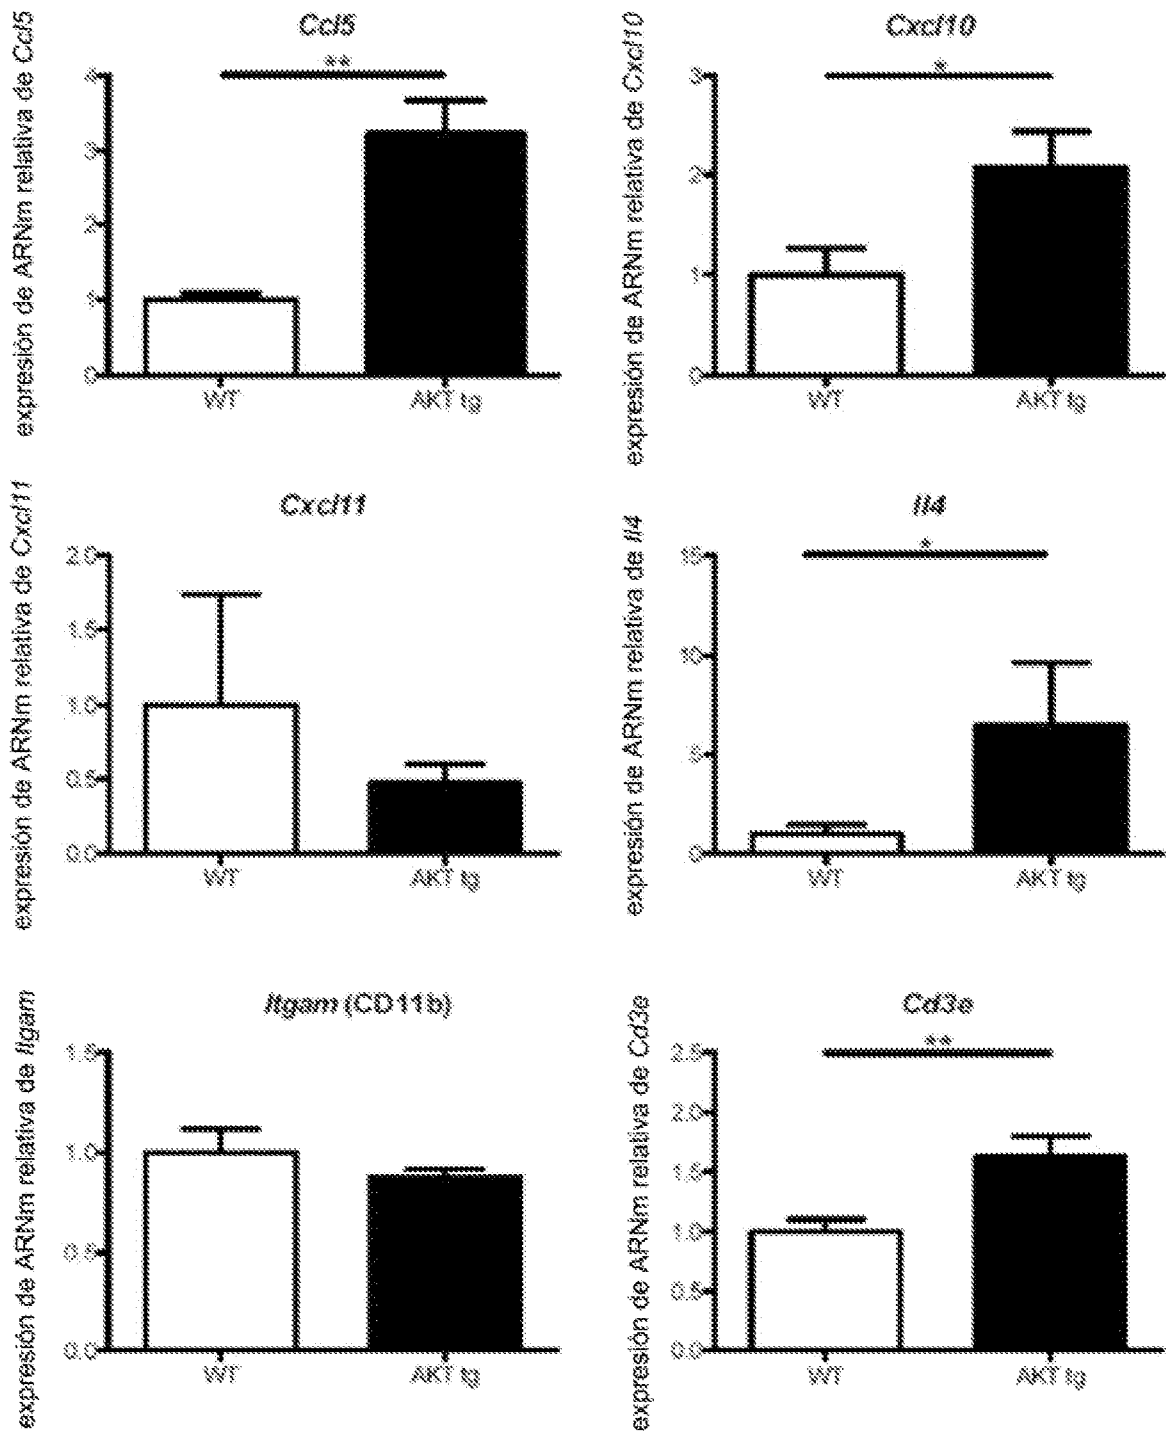 Ccl5
expresión de ARNm relativa de Ccl5
**
4
3
2
1
0
WT
AKT tg
Cxcl10
expresión de ARNm relativa de Cxcl10
*
3
2
1
0
WT
AKT tg
Cxcl11
expresión de ARNm relativa de Cxcl11
2.0
1.5
1.0
0.5
0.0
WT
AKT tg
Il4
expresión de ARNm relativa de Il4
*
15
10
5
0
WT
AKT tg
Itgam (CD11b)
expresión de ARNm relativa de Itgam
1.5
1.0
0.5
0.0
WT
AKT tg
Cd3e
expresión de ARNm relativa de Cd3e
**
2.5
2.0
1.5
1.0
0.5
0.0
WT
AKT tg